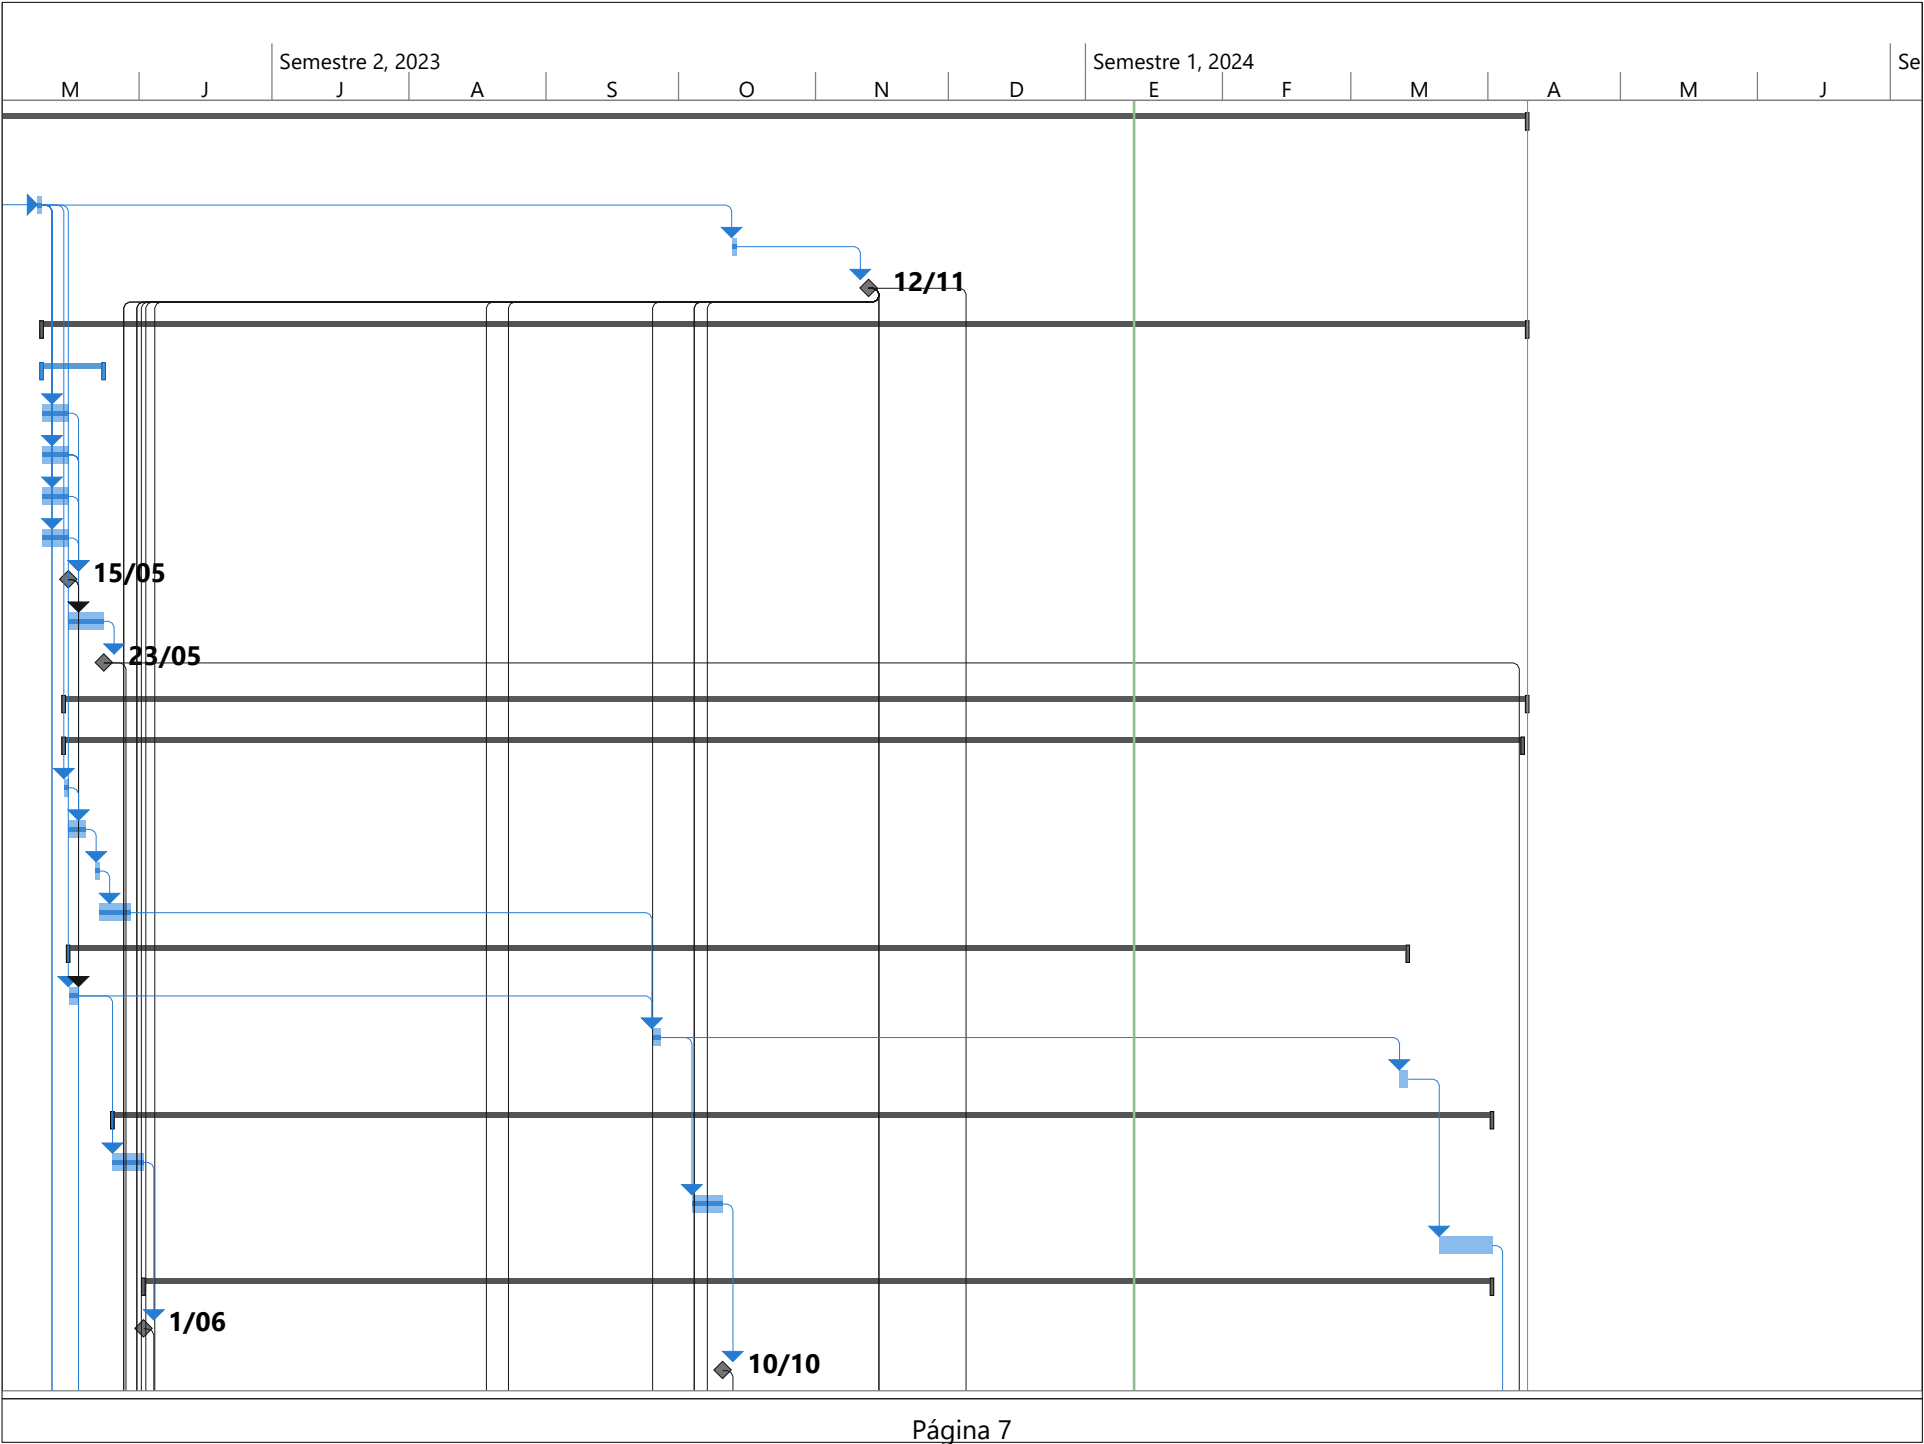 Semestre 2, 2023 Semestre 1, 2024 Se
M J J A S O N D E F M A M J
12/11
15/05
23/05
1/06
10/10
Página 7